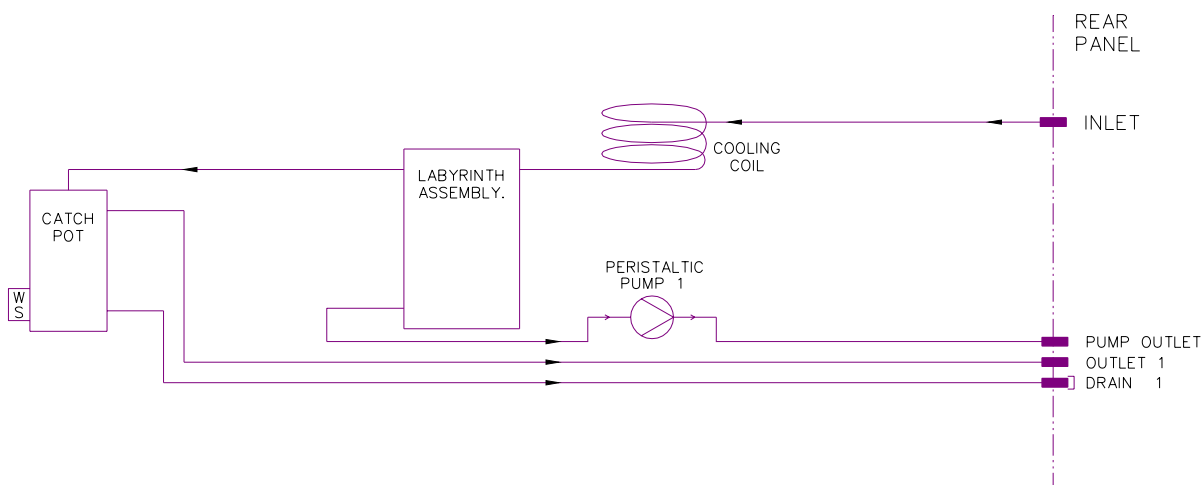 REAR
PANEL
INLET
COOLING
COIL
LABYRINTH
ASSEMBLY.
CATCH
POT
W
S
PERISTALTIC
PUMP 1
PUMP OUTLET
OUTLET 1
DRAIN 1